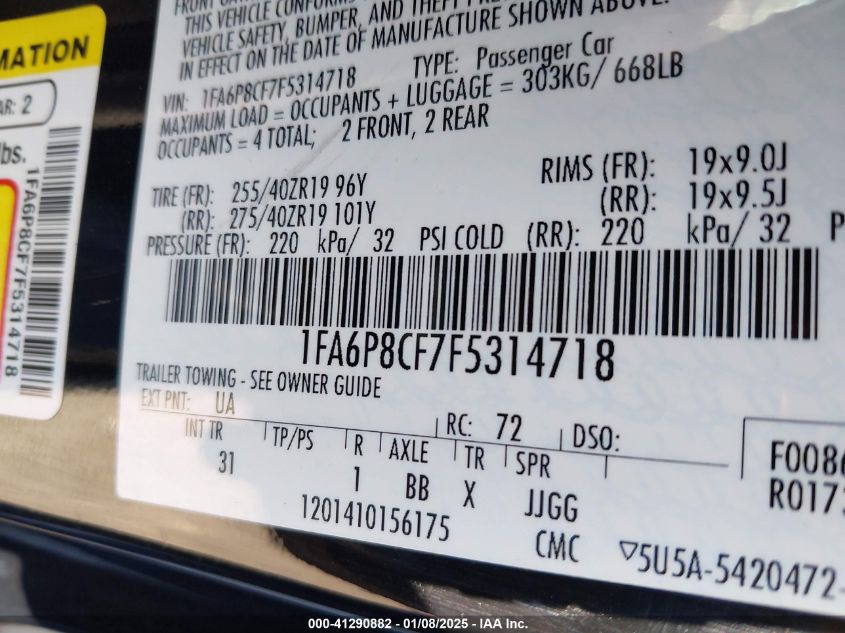 MATION
AR: 2
lbs.
1FA6P8CF7F5314718
THIS VEHICLE CONFORMS
VEHICLE SAFETY, BUMPER, AND THEFT
IN EFFECT ON THE DATE OF MANUFACTURE SHOWN ABOVE.
VIN: 1FA6P8CF7F5314718 TYPE: Passenger Car
MAXIMUM LOAD = OCCUPANTS + LUGGAGE = 303KG/ 668LB
OCCUPANTS = 4 TOTAL; 2 FRONT, 2 REAR
TIRE (FR): 255/40ZR19 96Y RIMS (FR): 19x9.0J
(RR): 275/40ZR19 101Y (RR): 19x9.5J
PRESSURE (FR): 220 kPa/ 32 PSI COLD (RR): 220 kPa/ 32 P
1FA6P8CF7F5314718
TRAILER TOWING - SEE OWNER GUIDE
EXT PNT: UA RC: 72 DSO:
INT TR TP/PS R AXLE TR SPR
31 1 BB X JJGG
1201410156175 CMC
F008
R017
▽5U5A-5420472-
000-41290882 — 01/08/2025 — IAA Inc.